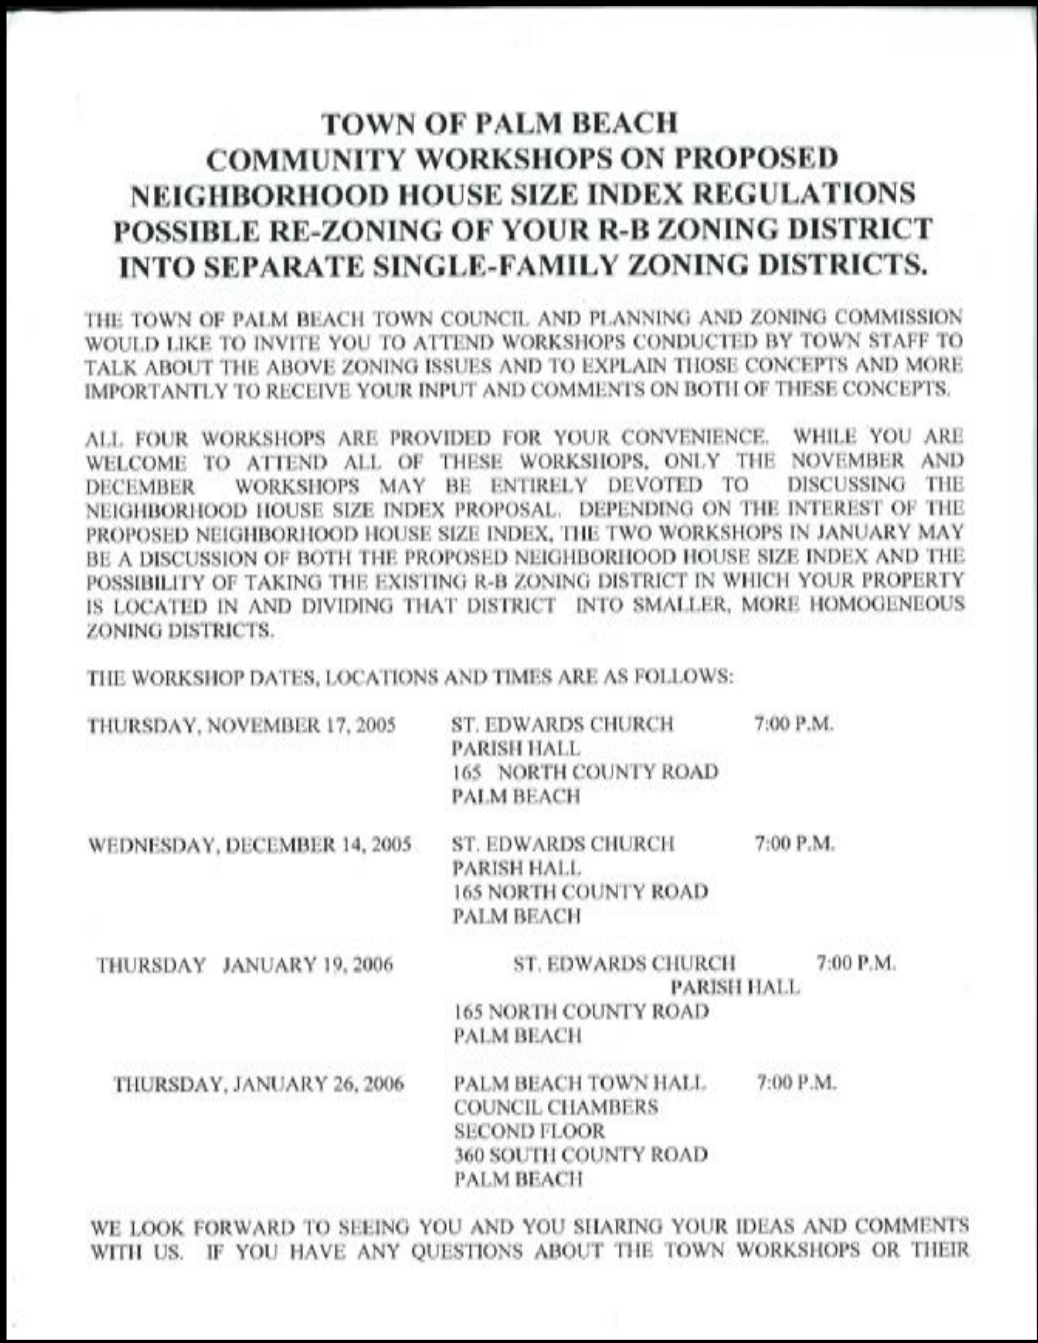 TOWN OF PALM BEACH
COMMUNITY WORKSHOPS ON PROPOSED
NEIGHBORHOOD HOUSE SIZE INDEX REGULATIONS
POSSIBLE RE-ZONING OF YOUR R-B ZONING DISTRICT
INTO SEPARATE SINGLE-FAMILY ZONING DISTRICTS.
THE TOWN OF PALM BEACH TOWN COUNCIL AND PLANNING AND ZONING COMMISSION
WOULD LIKE TO INVITE YOU TO ATTEND WORKSHOPS CONDUCTED BY TOWN STAFF TO
TALK ABOUT THE ABOVE ZONING ISSUES AND TO EXPLAIN THOSE CONCEPTS AND MORE
IMPORTANTLY TO RECEIVE YOUR INPUT AND COMMENTS ON BOTH OF THESE CONCEPTS.
ALL FOUR WORKSHOPS ARE PROVIDED FOR YOUR CONVENIENCE. WHILE YOU ARE
WELCOME TO ATTEND ALL OF THESE WORKSHOPS, ONLY THE NOVEMBER AND
DECEMBER WORKSHOPS MAY BE ENTIRELY DEVOTED TO DISCUSSING THE
NEIGHBORHOOD HOUSE SIZE INDEX PROPOSAL. DEPENDING ON THE INTEREST OF THE
PROPOSED NEIGHBORHOOD HOUSE SIZE INDEX, THE TWO WORKSHOPS IN JANUARY MAY
BE A DISCUSSION OF BOTH THE PROPOSED NEIGHBORHOOD HOUSE SIZE INDEX AND THE
POSSIBILITY OF TAKING THE EXISTING R-B ZONING DISTRICT IN WHICH YOUR PROPERTY
IS LOCATED IN AND DIVIDING THAT DISTRICT INTO SMALLER, MORE HOMOGENEOUS
ZONING DISTRICTS.
THE WORKSHOP DATES, LOCATIONS AND TIMES ARE AS FOLLOWS:
THURSDAY, NOVEMBER 17, 2005 ST. EDWARDS CHURCH 7:00 P.M.
PARISH HALL
165 NORTH COUNTY ROAD
PALM BEACH
WEDNESDAY, DECEMBER 14, 2005 ST. EDWARDS CHURCH 7:00 P.M.
PARISH HALL
165 NORTH COUNTY ROAD
PALM BEACH
THURSDAY JANUARY 19, 2006 ST. EDWARDS CHURCH 7:00 P.M.
PARISH HALL
165 NORTH COUNTY ROAD
PALM BEACH
THURSDAY, JANUARY 26, 2006 PALM BEACH TOWN HALL 7:00 P.M.
COUNCIL CHAMBERS
SECOND FLOOR
360 SOUTH COUNTY ROAD
PALM BEACH
WE LOOK FORWARD TO SEEING YOU AND YOU SHARING YOUR IDEAS AND COMMENTS
WITH US. IF YOU HAVE ANY QUESTIONS ABOUT THE TOWN WORKSHOPS OR THEIR